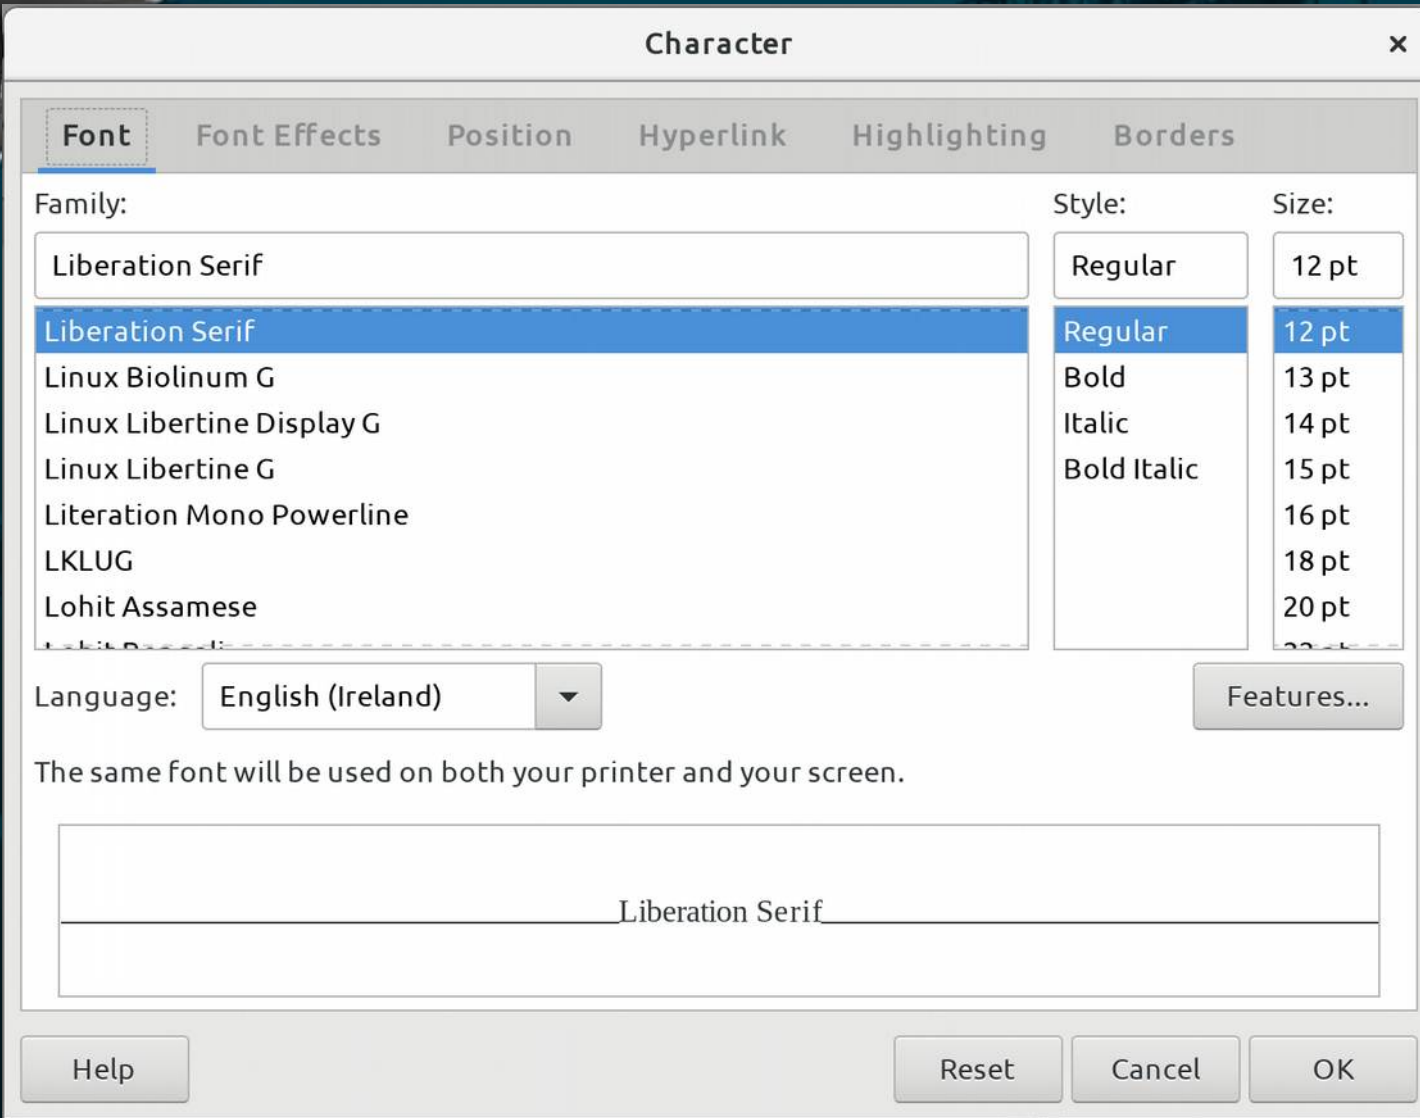 Character
Font Font Effects Position Hyperlink Highlighting Borders
Family: Style: Size:
Liberation Serif Regular 12 pt
Liberation Serif Regular 12 pt
Linux Biolinum G Bold 13 pt
Linux Libertine Display G Italic 14 pt
Linux Libertine G Bold Italic 15 pt
Literation Mono Powerline 16 pt
LKLUG 18 pt
Lohit Assamese 20 pt
Language: English (Ireland) Features...
The same font will be used on both your printer and your screen.
Liberation Serif
Help Reset Cancel OK